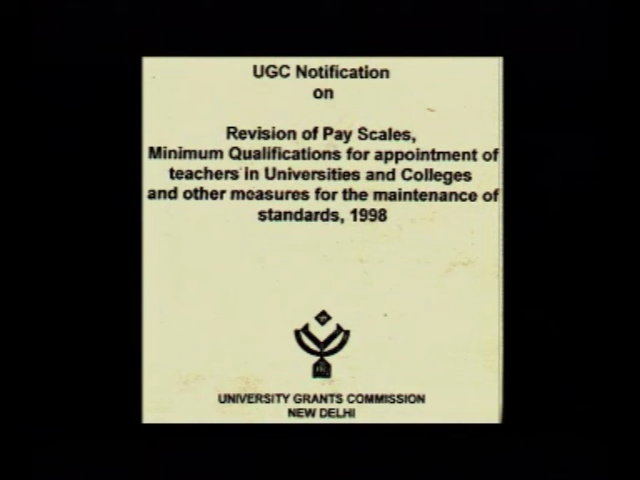 UGC Notification
on
Revision of Pay Scales,
Minimum Qualifications for appointment of
teachers in Universities and Colleges
and other measures for the maintenance of
standards, 1998
UNIVERSITY GRANTS COMMISSION
NEW DELHI